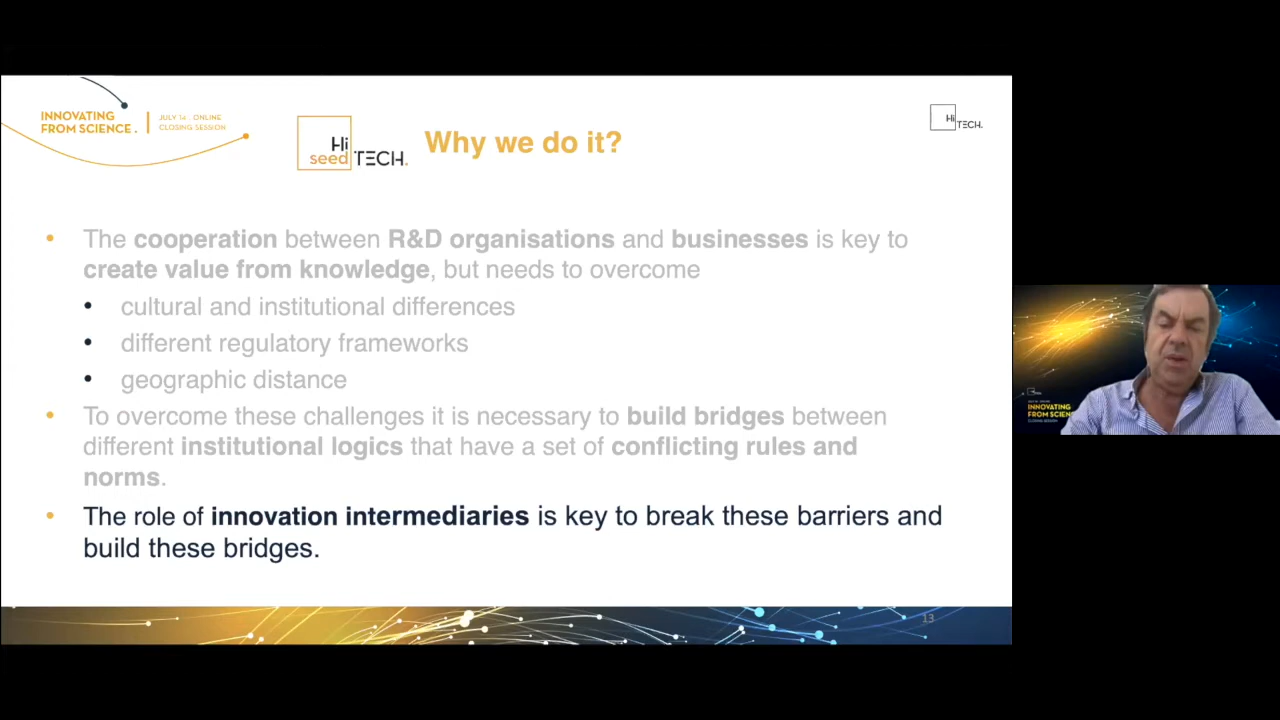 INNOVATING
FROM SCIENCE .
JULY 14 . ONLINE
CLOSING SESSION
Hi
seed TECH.
Why we do it?
Hi
TECH.
• The cooperation between R&D organisations and businesses is key to
create value from knowledge, but needs to overcome
• cultural and institutional differences
• different regulatory frameworks
• geographic distance
• To overcome these challenges it is necessary to build bridges between
different institutional logics that have a set of conflicting rules and
norms.
• The role of innovation intermediaries is key to break these barriers and
build these bridges.
13
INNOVATING
FROM SCIEN
CLOSING SESSION